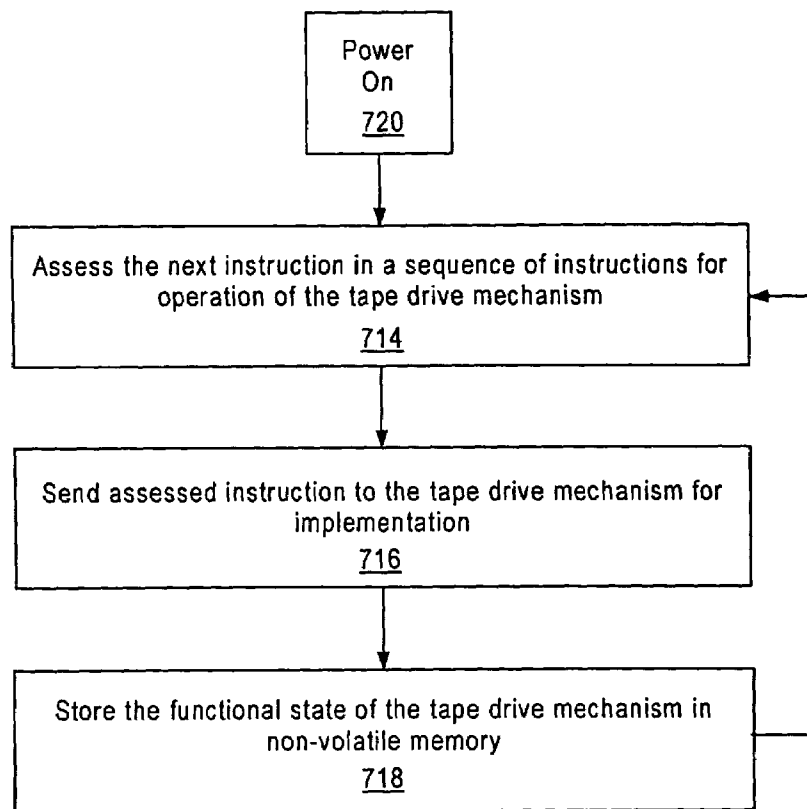 Power
On
720
Assess the next instruction in a sequence of instructions for
operation of the tape drive mechanism
714
Send assessed instruction to the tape drive mechanism for
implementation
716
Store the functional state of the tape drive mechanism in
non-volatile memory
718